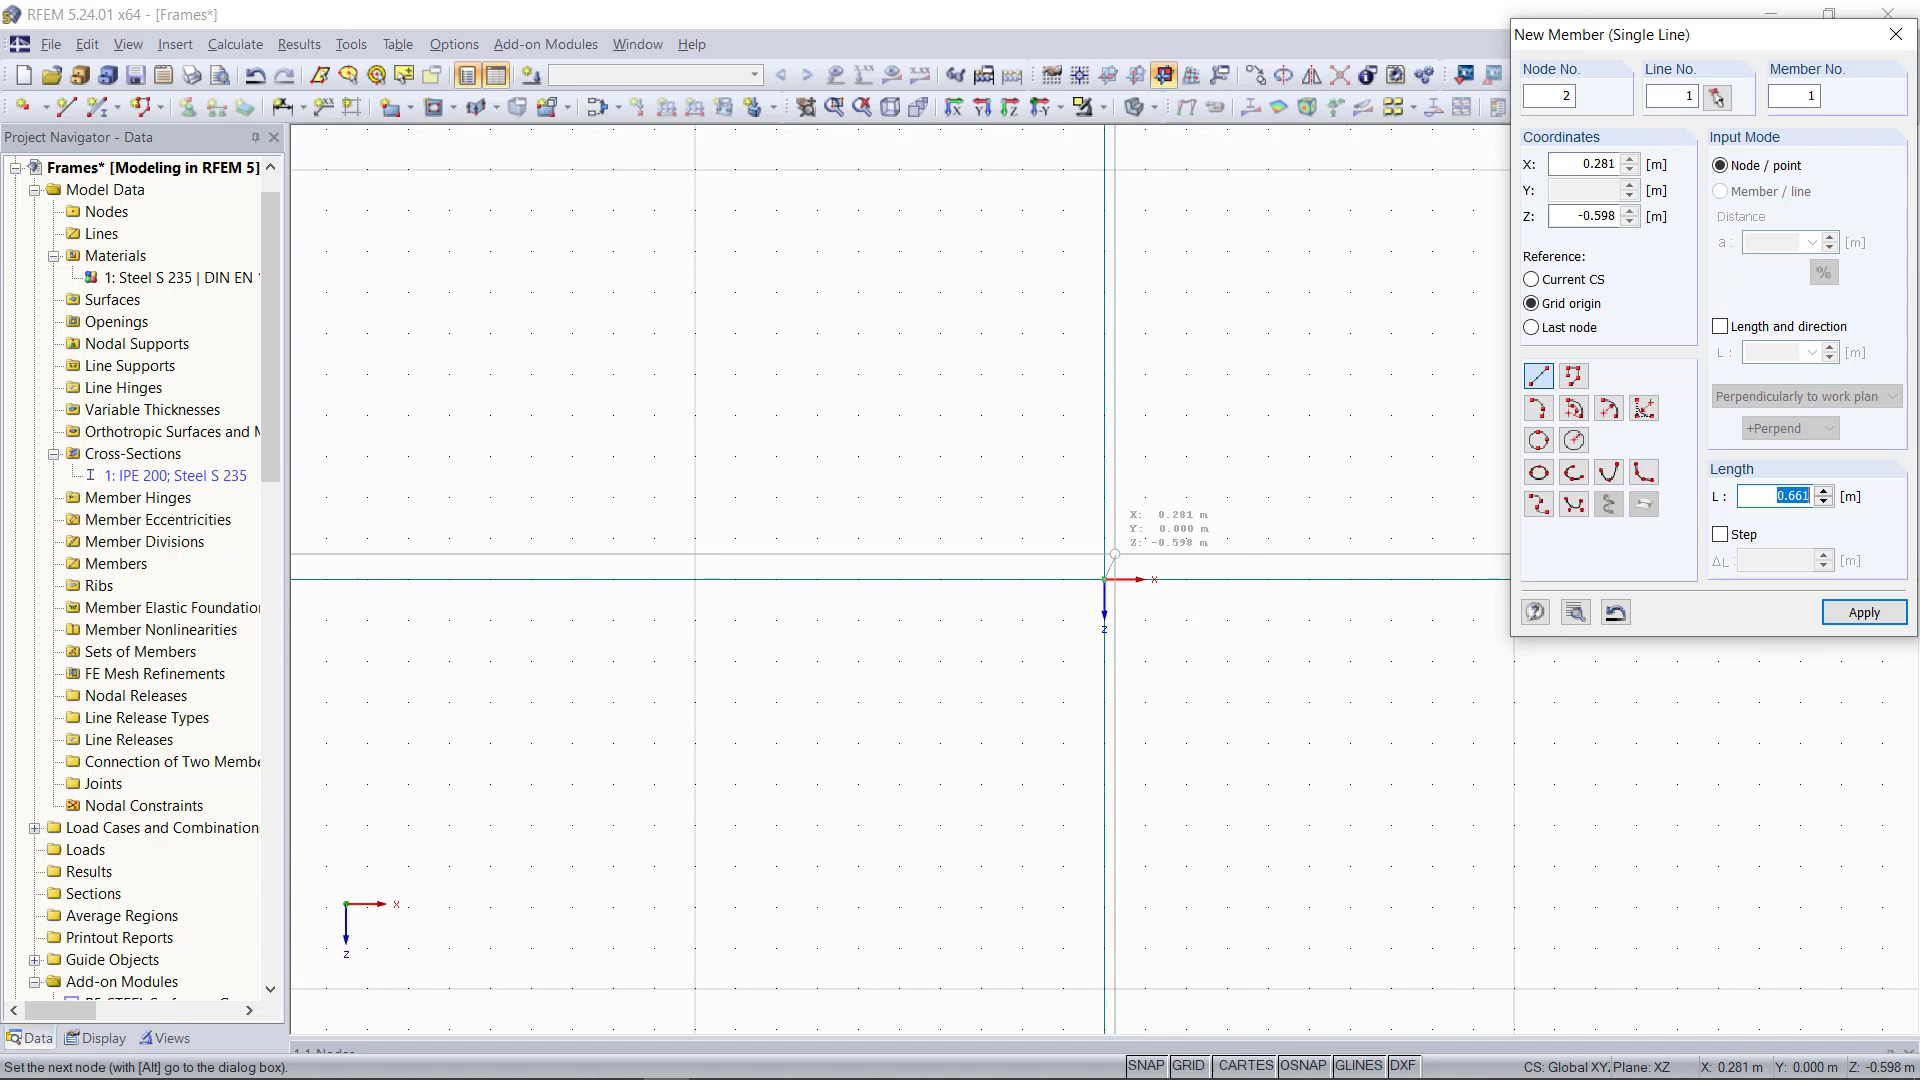 RFEM 5.24.01 x64 - [Frames*]
File Edit View Insert Calculate Results Tools Table Options Add-on Modules Window Help
Project Navigator - Data
Frames* [Modeling in RFEM 5]
Model Data
Nodes
Lines
Materials
1: Steel S 235 | DIN EN
Surfaces
Openings
Nodal Supports
Line Supports
Line Hinges
Variable Thicknesses
Orthotropic Surfaces and M
Cross-Sections
1: IPE 200; Steel S 235
Member Hinges
Member Eccentricities
Member Divisions
Members
Ribs
Member Elastic Foundation
Member Nonlinearities
Sets of Members
FE Mesh Refinements
Nodal Releases
Line Release Types
Line Releases
Connection of Two Membe
Joints
Nodal Constraints
Load Cases and Combination
Loads
Results
Sections
Average Regions
Printout Reports
Guide Objects
Add-on Modules
Data Display Views
X: 0.281 m
Y: 0.000 m
Z: -0.598 m
x
z
x
z
New Member (Single Line)
Node No. Line No. Member No.
2 1 1
Coordinates
X: 0.281 [m]
Y: [m]
Z: -0.598 [m]
Reference:
Current CS
Grid origin
Last node
Input Mode
Node / point
Member / line
Distance
a : [m]
%
Length and direction
L : [m]
Perpendicularly to work plan
+Perpend
Length
L : 0.661 [m]
Step
ΔL: [m]
Apply
Set the next node (with [Alt] go to the dialog box).
SNAP GRID CARTES OSNAP GLINES DXF
CS: Global XY Plane: XZ X: 0.281 m Y: 0.000 m Z: -0.598 m